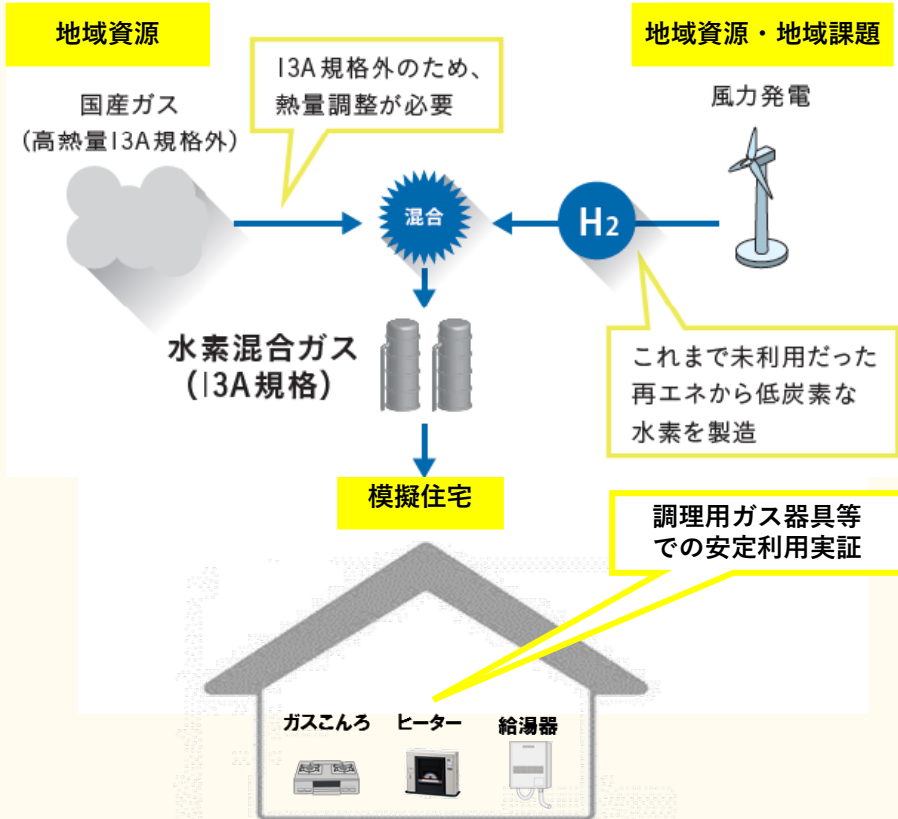 地域資源
地域資源・地域課題
13A規格外のため、
熱量調整が必要
国産ガス
(高熱量13A規格外)
風力発電
混合
H2
水素混合ガス
(13A規格)
これまで未利用だった
再エネから低炭素な
水素を製造
模擬住宅
調理用ガス器具等
での安定利用実証
ガスこんろ
ヒーター
給湯器